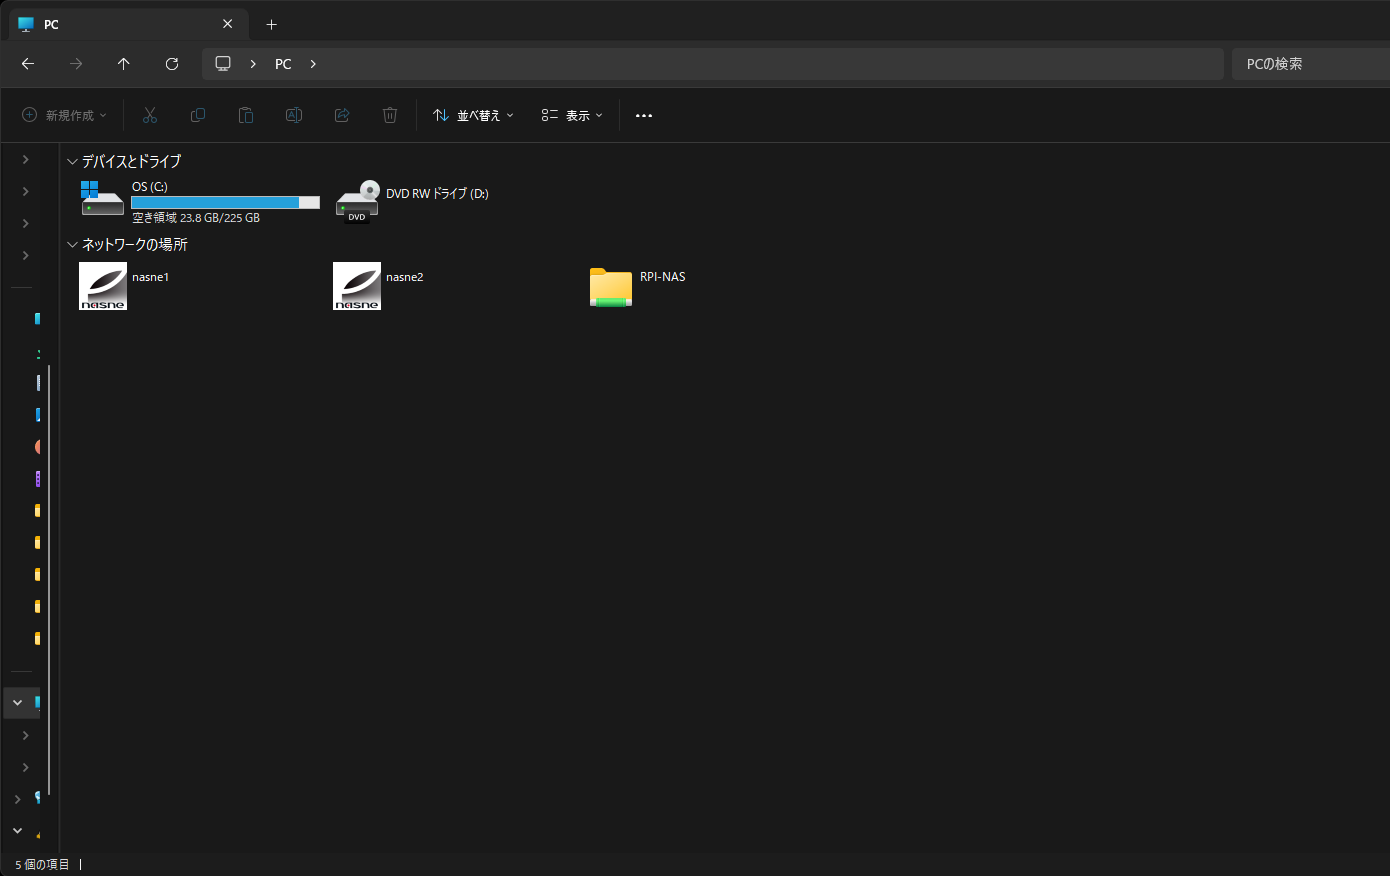 PC
PC
PCの検索
新規作成
並べ替え
表示
デバイスとドライブ
OS (C:)
空き領域 23.8 GB/225 GB
DVD
DVD RW ドライブ (D:)
ネットワークの場所
nasne
nasne1
nasne
nasne2
RPI-NAS
5 個の項目